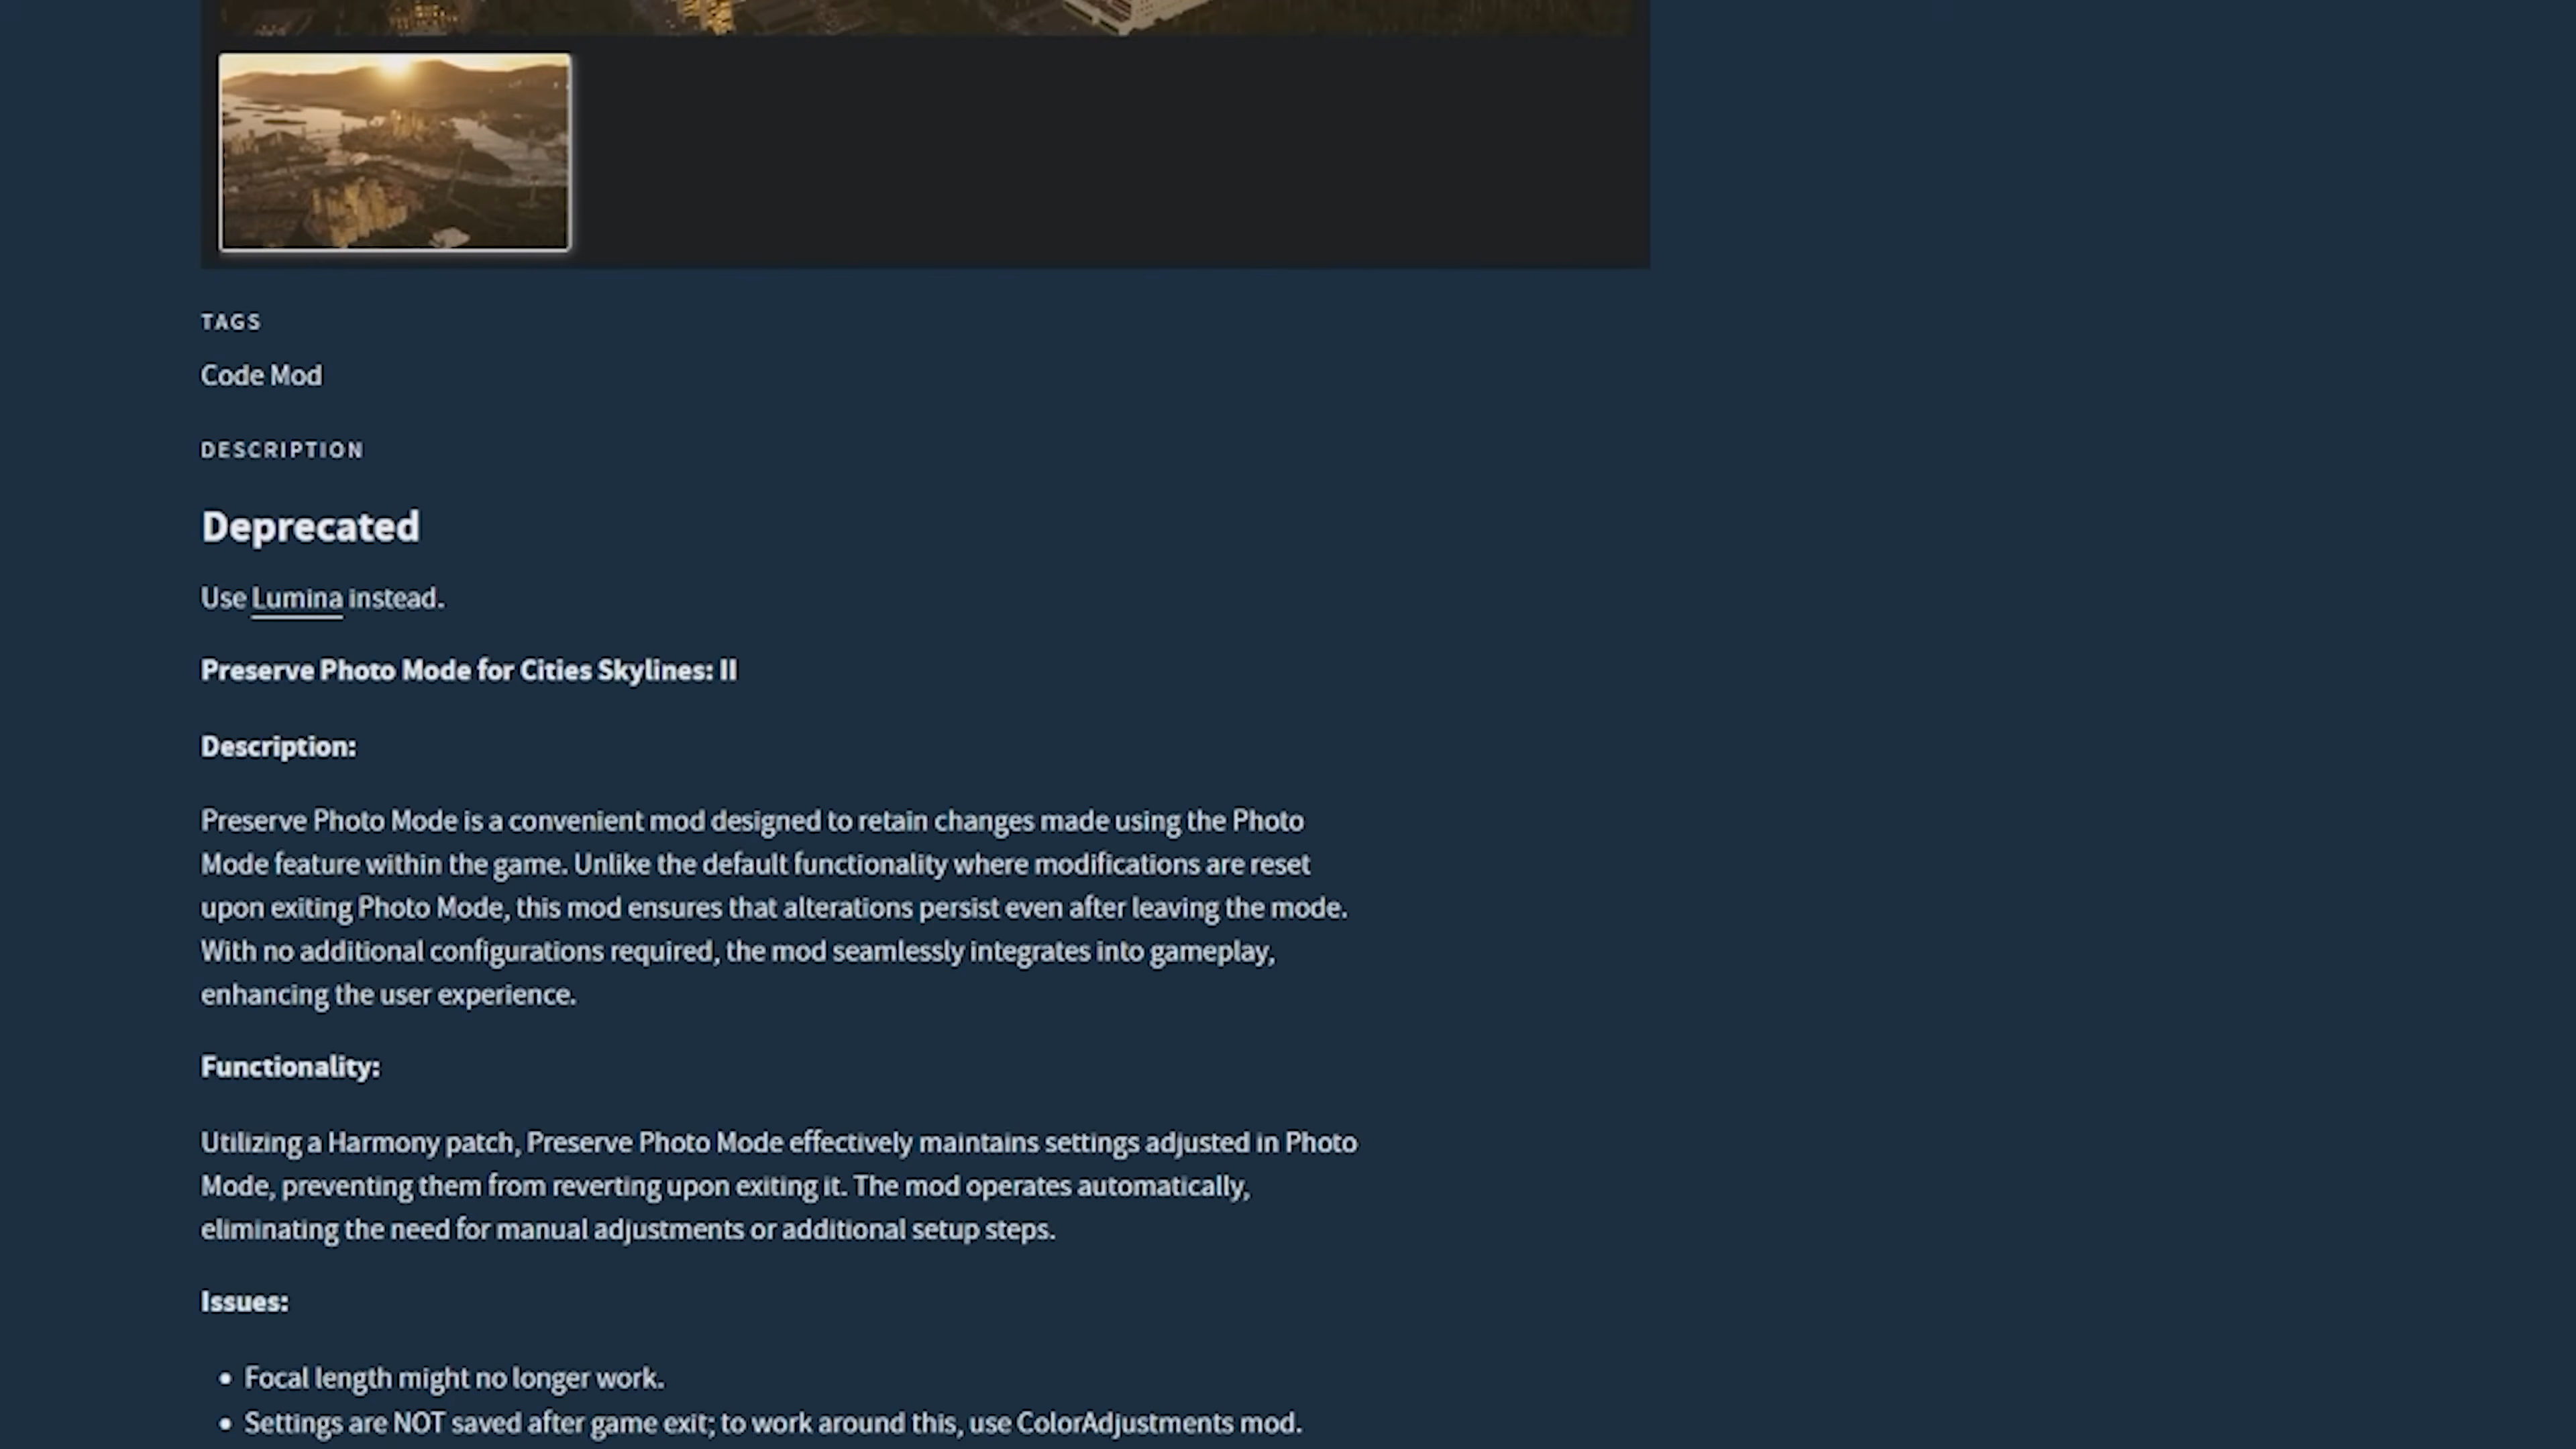 TAGS
Code Mod
DESCRIPTION
Deprecated
Use Lumina instead.
Preserve Photo Mode for Cities Skylines: II
Description:
Preserve Photo Mode is a convenient mod designed to retain changes made using the Photo
Mode feature within the game. Unlike the default functionality where modifications are reset
upon exiting Photo Mode, this mod ensures that alterations persist even after leaving the mode.
With no additional configurations required, the mod seamlessly integrates into gameplay,
enhancing the user experience.
Functionality:
Utilizing a Harmony patch, Preserve Photo Mode effectively maintains settings adjusted in Photo
Mode, preventing them from reverting upon exiting it. The mod operates automatically,
eliminating the need for manual adjustments or additional setup steps.
Issues:
• Focal length might no longer work.
• Settings are NOT saved after game exit; to work around this, use ColorAdjustments mod.